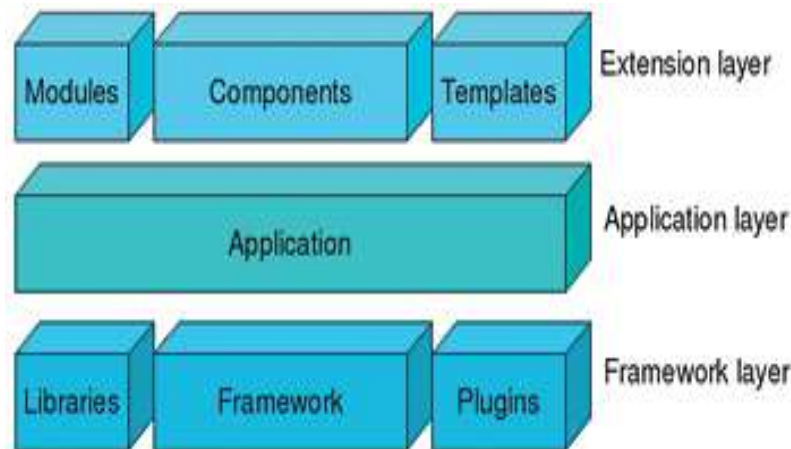 Modules Components Templates Extension layer
Application Application layer
Libraries Framework Plugins Framework layer